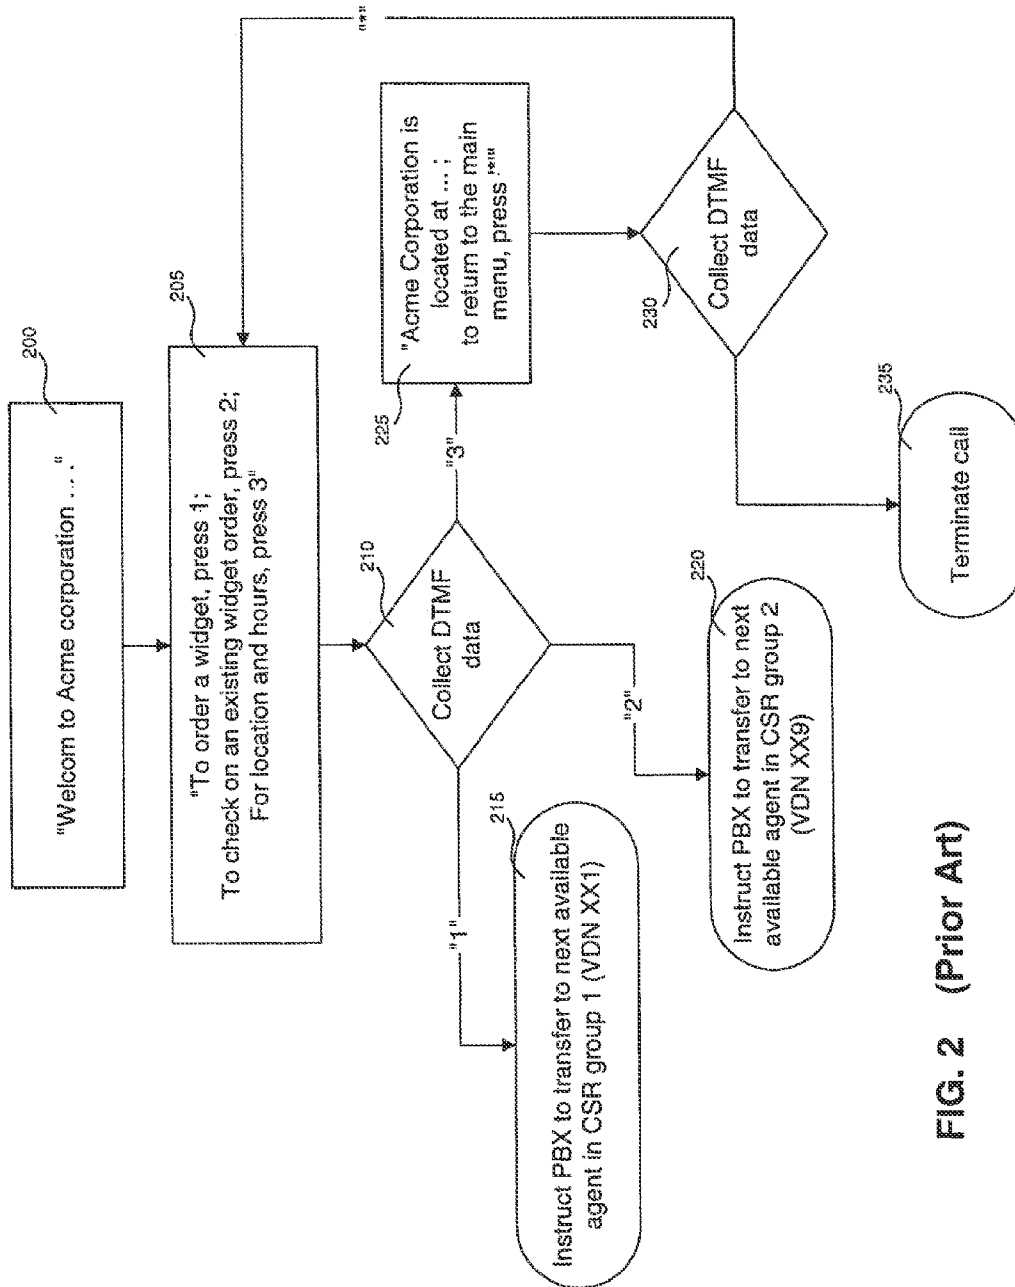 200
"Welcom to Acme corporation ... ."
205
"To order a widget, press 1;
To check on an existing widget order, press 2;
For location and hours, press 3"
210
Collect DTMF
data
"1"
"2"
"3"
215
Instruct PBX to transfer to next available
agent in CSR group 1 (VDN XX1)
220
Instruct PBX to transfer to next
available agent in CSR group 2
(VDN XX9)
225
"Acme Corporation is
located at ... ;
to return to the main
menu, press "*"
230
Collect DTMF
data
"*"
235
Terminate call
FIG. 2 (Prior Art)